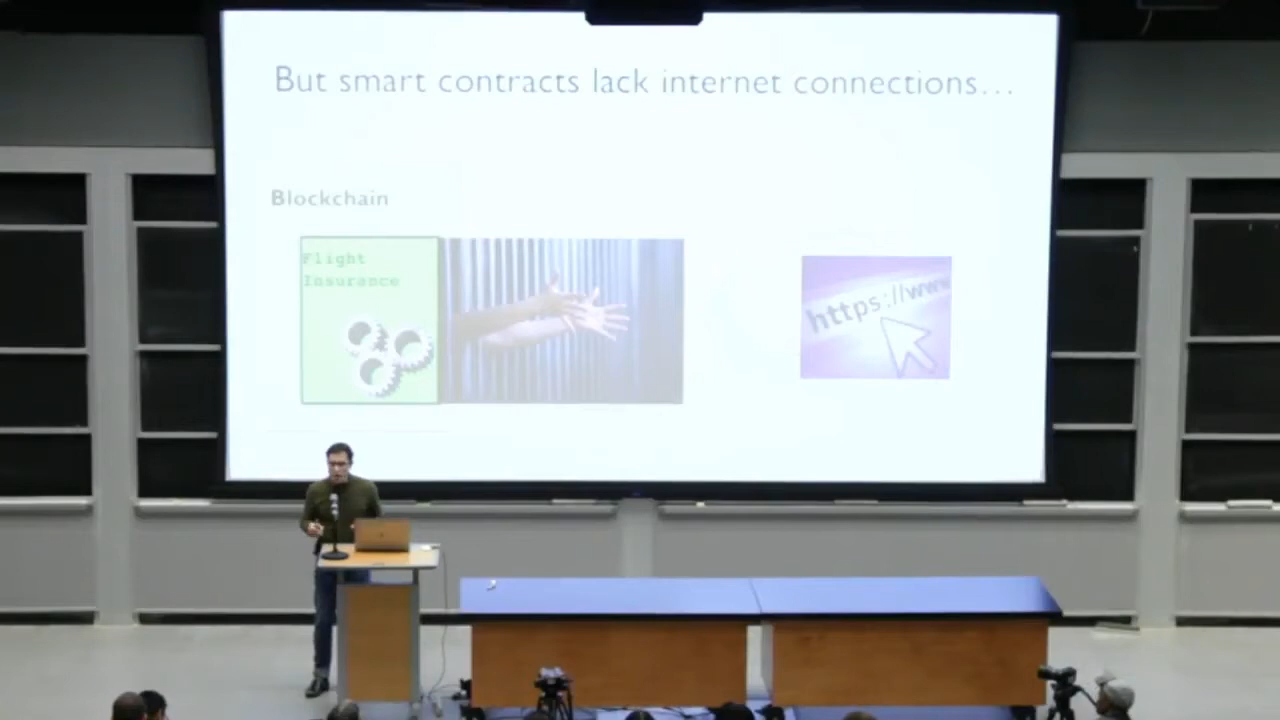 But smart contracts lack internet connections...
Blockchain
Flight
Insurance
https://www